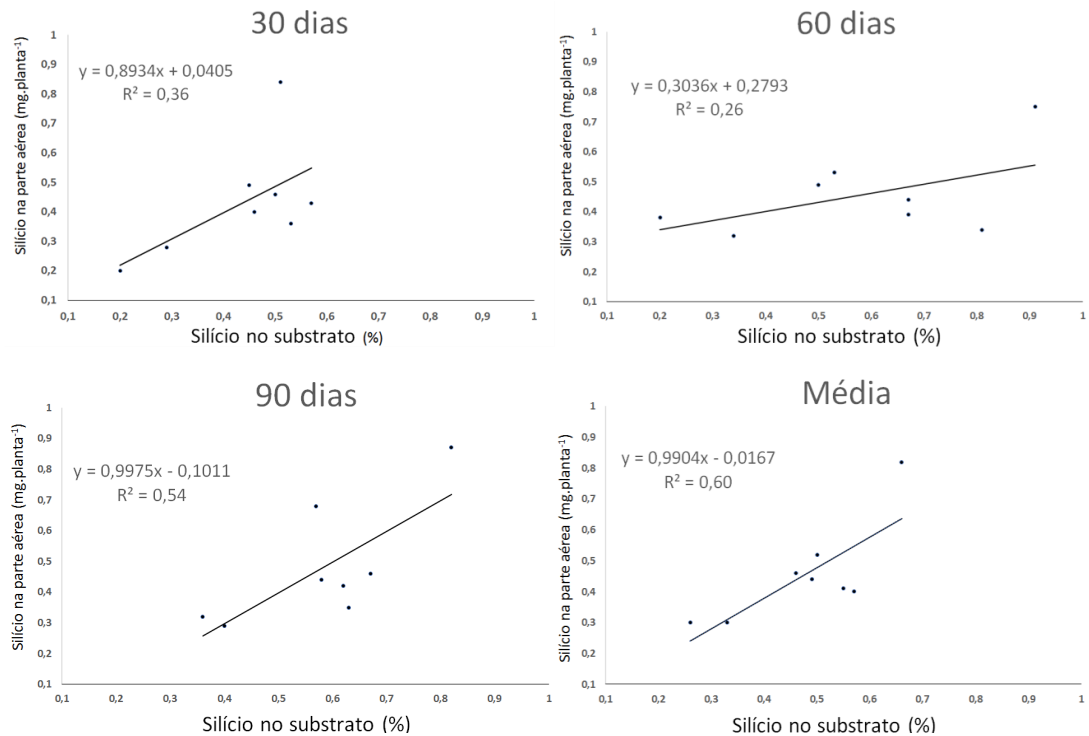 30 dias
Silício na parte aérea (mg.planta⁻¹)
1
0,9
0,8
0,7
0,6
0,5
0,4
0,3
0,2
0,1
y = 0,8934x + 0,0405
R² = 0,36
0,1 0,2 0,3 0,4 0,5 0,6 0,7 0,8 0,9 1
Silício no substrato (%)
60 dias
Silício na parte aérea (mg.planta⁻¹)
1
0,9
0,8
0,7
0,6
0,5
0,4
0,3
0,2
0,1
y = 0,3036x + 0,2793
R² = 0,26
0,1 0,2 0,3 0,4 0,5 0,6 0,7 0,8 0,9 1
Silício no substrato (%)
90 dias
Silício na parte aérea (mg.planta⁻¹)
1
0,9
0,8
0,7
0,6
0,5
0,4
0,3
0,2
0,1
y = 0,9975x - 0,1011
R² = 0,54
0,1 0,2 0,3 0,4 0,5 0,6 0,7 0,8 0,9 1
Silício no substrato (%)
Média
Silício na parte aérea (mg.planta⁻¹)
1
0,9
0,8
0,7
0,6
0,5
0,4
0,3
0,2
0,1
y = 0,9904x - 0,0167
R² = 0,60
0,1 0,2 0,3 0,4 0,5 0,6 0,7 0,8 0,9 1
Silício no substrato (%)